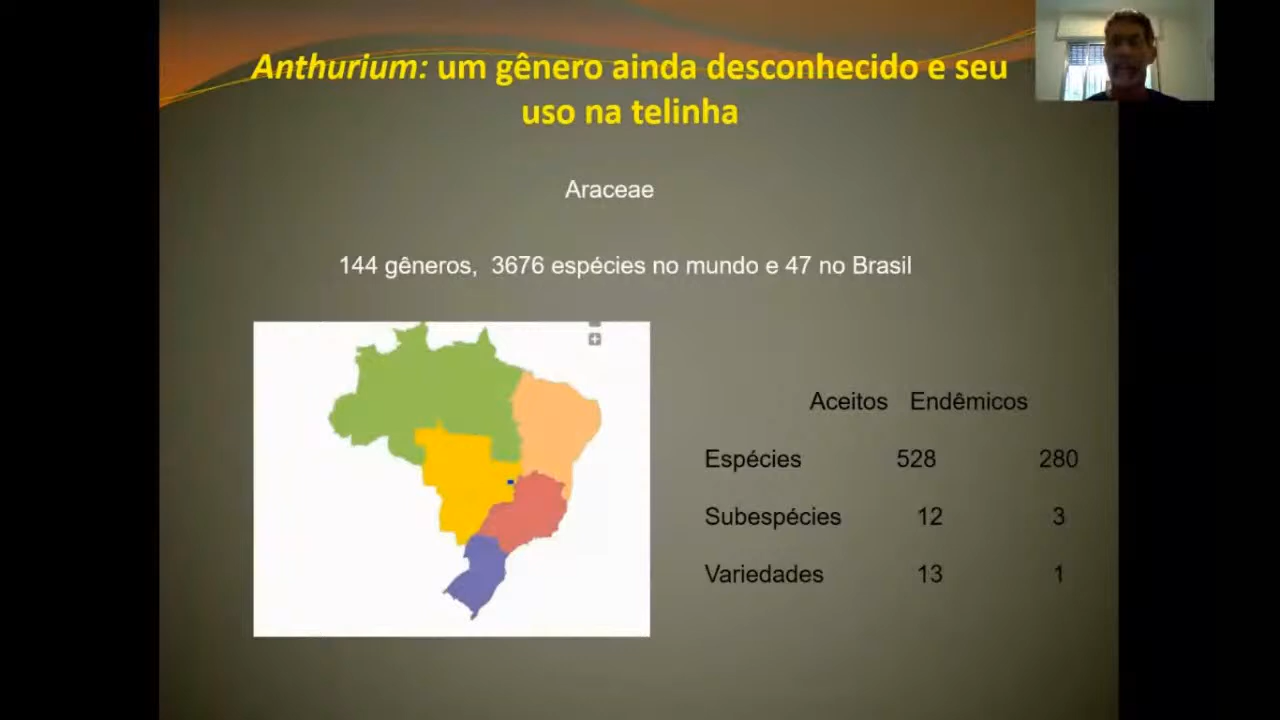 Anthurium: um gênero ainda desconhecido e seu
uso na telinha
Araceae
144 gêneros, 3676 espécies no mundo e 47 no Brasil
Aceitos Endêmicos
Espécies 528 280
Subespécies 12 3
Variedades 13 1